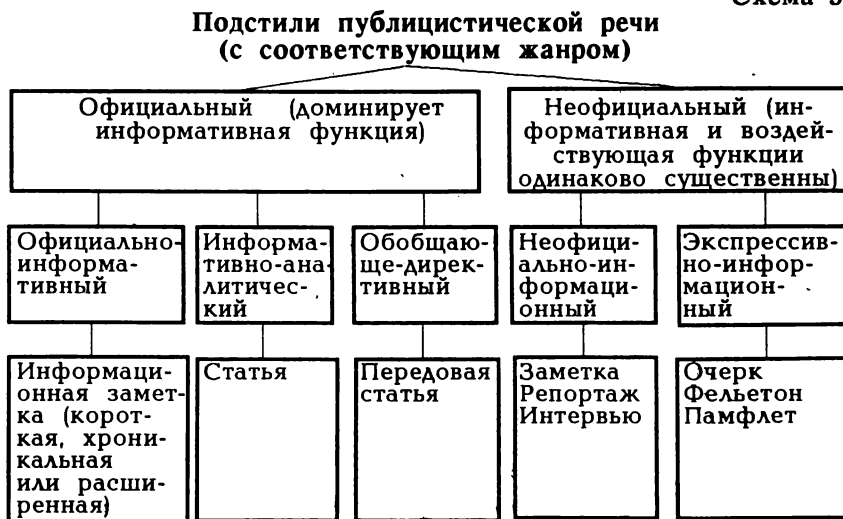 Схема 3
Подстили публицистической речи
(с соответствующим жанром)
Официальный (доминирует
информативная функция)
Неофициальный (ин-
формативная и воздей-
ствующая функции
одинаково существенны)
Официально-
информа-
тивный
Информа-
тивно-ана-
литичес-
кий
Обобщаю-
ще-дирек-
тивный
Неофици-
ально-ин-
формаци-
онный
Экспрессив-
но-инфор-
мацион-
ный
Информаци-
онная замет-
ка (корот-
кая, хрони-
кальная
или расши-
ренная)
Статья
Передовая
статья
Заметка
Репортаж
Интервью
Очерк
Фельетон
Памфлет